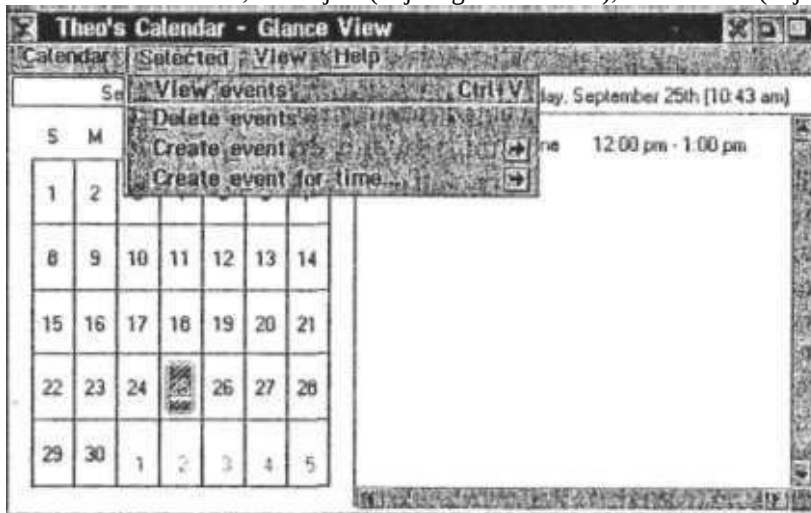 Theo's Calendar - Glance View
Calendar Selected View Help
Se
View events Ctrl+V
Delete events
Create event
Create event for time...
ay, September 25th (10:43 am)
ne 12:00 pm - 1:00 pm
S M
1 2
8 9 10 11 12 13 14
15 16 17 18 19 20 21
22 23 24 26 27 28
29 30 1 2 3 4 5